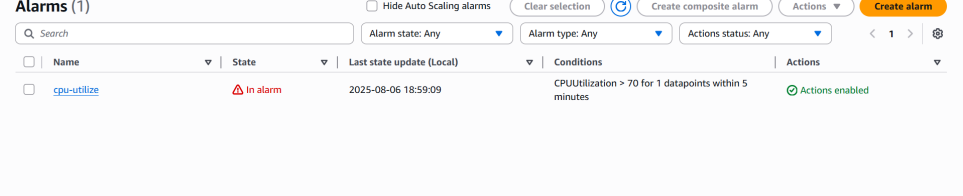 Alarms (1)
Hide Auto Scaling alarms
Clear selection
Create composite alarm
Actions
Create alarm
Search
Alarm state: Any
Alarm type: Any
Actions status: Any
1
Name
State
Last state update (Local)
Conditions
Actions
cpu-utilize
In alarm
2025-08-06 18:59:09
CPUUtilization > 70 for 1 datapoints within 5
minutes
Actions enabled